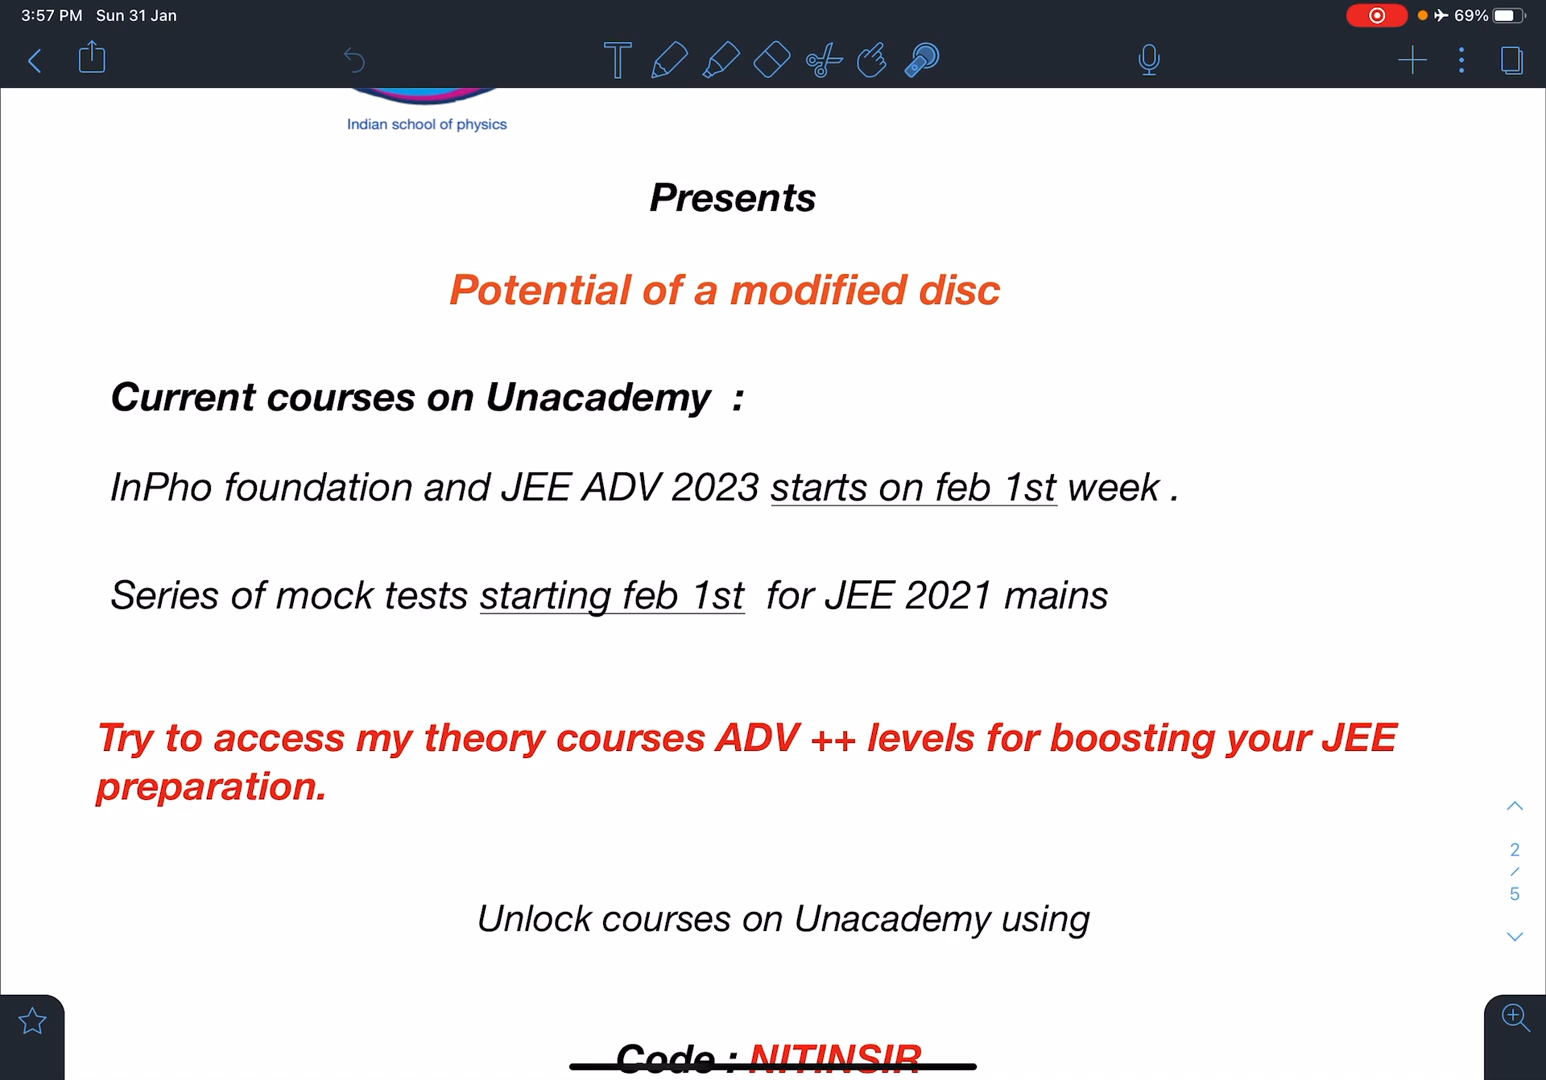 3:57 PM Sun 31 Jan
69%
Indian school of physics
Presents
Potential of a modified disc
Current courses on Unacademy :
InPho foundation and JEE ADV 2023 starts on feb 1st week .
Series of mock tests starting feb 1st for JEE 2021 mains
Try to access my theory courses ADV ++ levels for boosting your JEE
preparation.
2
/
5
Unlock courses on Unacademy using
Code : NITINSIR